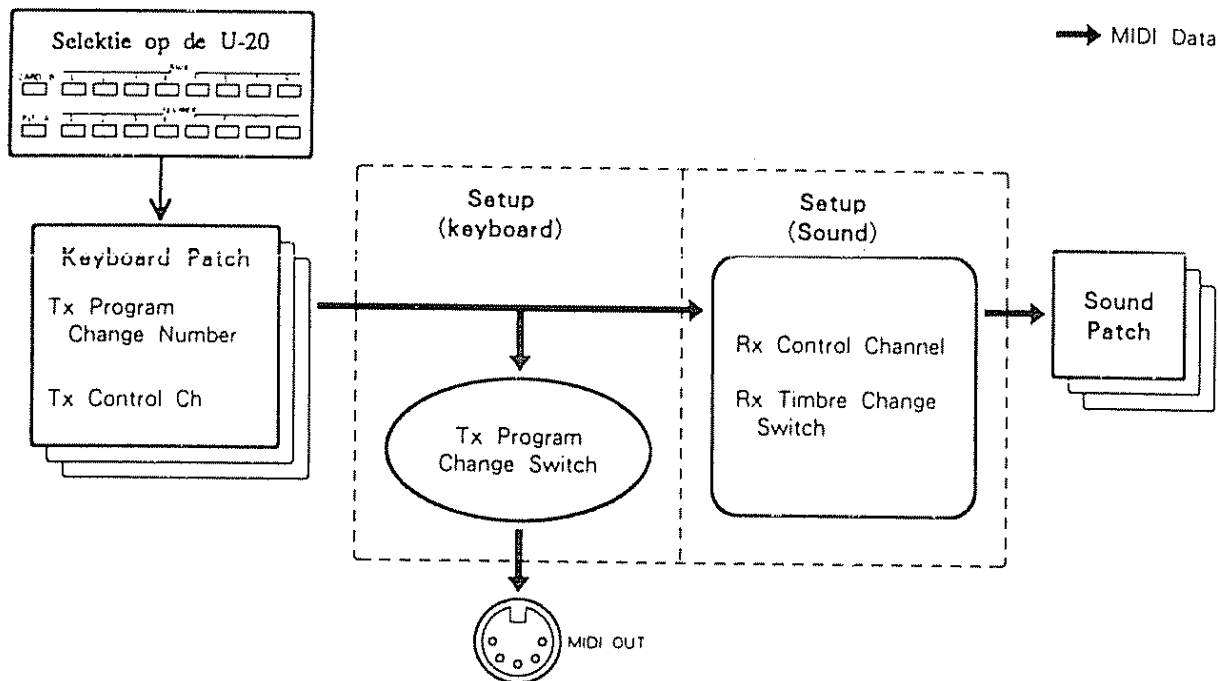 Selektie op de U-20
MIDI Data
Keyboard Patch
Tx Program
Change Number
Tx Control Ch
Setup
(keyboard)
Tx Program
Change Switch
Setup
(Sound)
Rx Control Channel
Rx Timbre Change
Switch
Sound
Patch
MIDI OUT